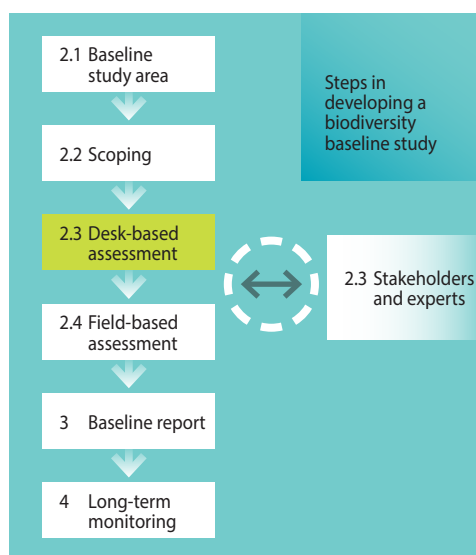 2.1 Baseline
study area
Steps in
developing a
biodiversity
baseline study
2.2 Scoping
2.3 Desk-based
assessment
2.3 Stakeholders
and experts
2.4 Field-based
assessment
3 Baseline report
4 Long-term
monitoring